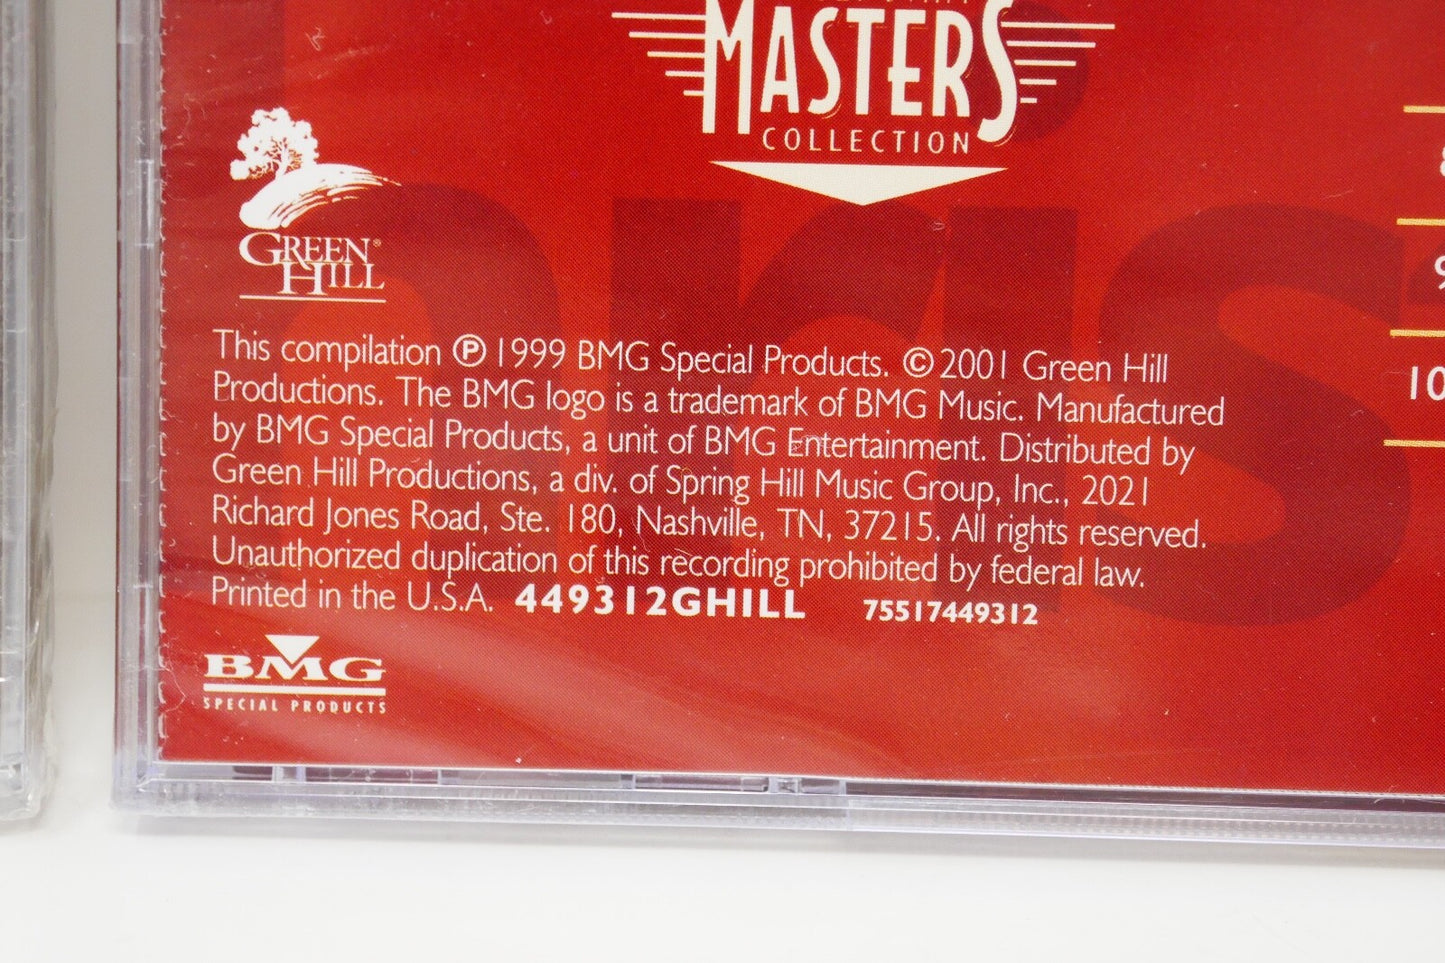 MASTERS
COLLECTION
GREEN®
HILL
This compilation ℗ 1999 BMG Special Products. © 2001 Green Hill
Productions. The BMG logo is a trademark of BMG Music. Manufactured
by BMG Special Products, a unit of BMG Entertainment. Distributed by
Green Hill Productions, a div. of Spring Hill Music Group, Inc., 2021
Richard Jones Road, Ste. 180, Nashville, TN, 37215. All rights reserved.
Unauthorized duplication of this recording prohibited by federal law.
Printed in the U.S.A. 449312GHILL 75517449312
BMG
SPECIAL PRODUCTS
9
10